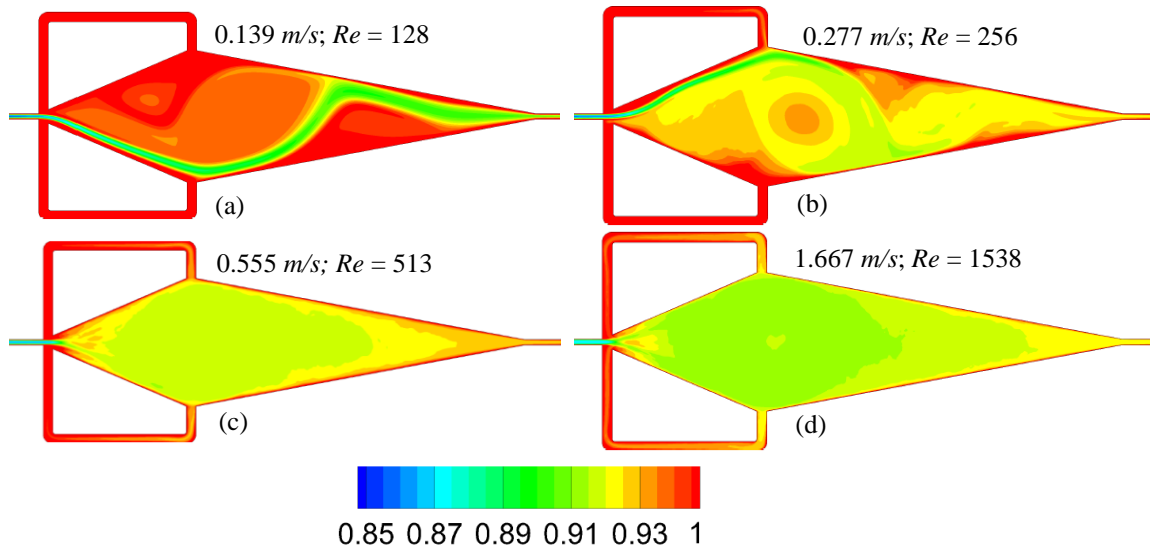 0.139 m/s; Re = 128
0.277 m/s; Re = 256
(a)
(b)
0.555 m/s; Re = 513
1.667 m/s; Re = 1538
(c)
(d)
0.85 0.87 0.89 0.91 0.93 1